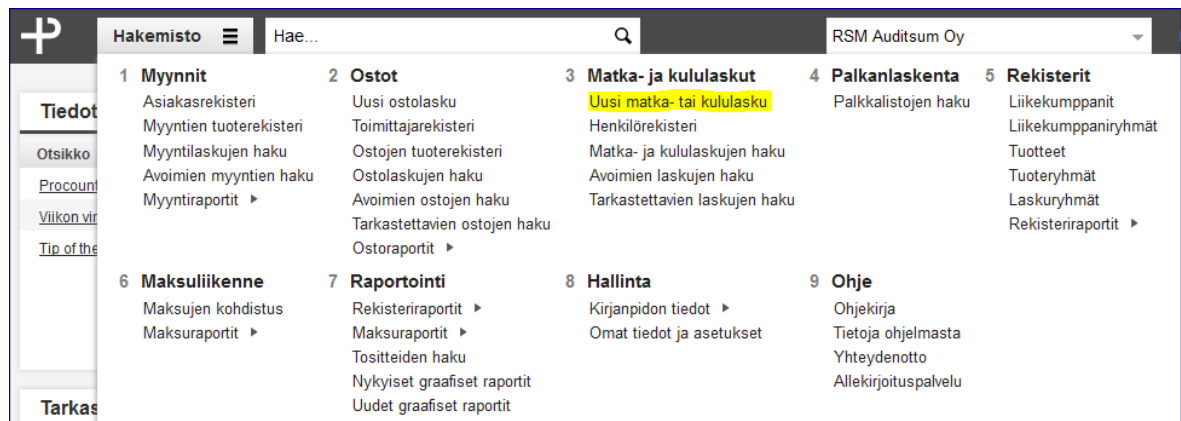 Hakemisto
Hae...
RSM Auditsum Oy
Tiedot
Otsikko
Procount
Viikon vir
Tip of the
Tarkas
1 Myynnit
Asiakasrekisteri
Myyntien tuoterekisteri
Myyntilaskujen haku
Avoimien myyntien haku
Myyntiraportit
2 Ostot
Uusi ostolasku
Toimittajarekisteri
Ostojen tuoterekisteri
Ostolaskujen haku
Avoimien ostojen haku
Tarkastettavien ostojen haku
Ostoraportit
3 Matka- ja kululaskut
Uusi matka- tai kululasku
Henkilörekisteri
Matka- ja kululaskujen haku
Avoimien laskujen haku
Tarkastettavien laskujen haku
4 Palkanlaskenta
Palkkalistojen haku
5 Rekisterit
Liikekumppanit
Liikekumppaniryhmät
Tuotteet
Tuoteryhmät
Laskuryhmät
Rekisteriraportit
6 Maksuliikenne
Maksujen kohdistus
Maksuraportit
7 Raportointi
Rekisteriraportit
Maksuraportit
Tositteiden haku
Nykyiset graafiset raportit
Uudet graafiset raportit
8 Hallinta
Kirjanpidon tiedot
Omat tiedot ja asetukset
9 Ohje
Ohjekirja
Tietoja ohjelmasta
Yhteydenotto
Allekirjoituspalvelu